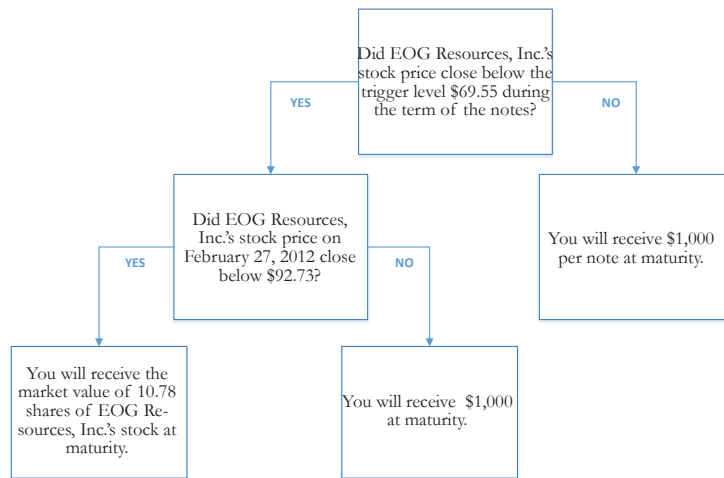 Did EOG Resources, Inc.'s
stock price close below the
trigger level $69.55 during
the term of the notes?
YES
NO
Did EOG Resources,
Inc.'s stock price on
February 27, 2012 close
below $92.73?
You will receive $1,000
per note at maturity.
YES
NO
You will receive the
market value of 10.78
shares of EOG Re-
sources, Inc.'s stock at
maturity.
You will receive $1,000
at maturity.